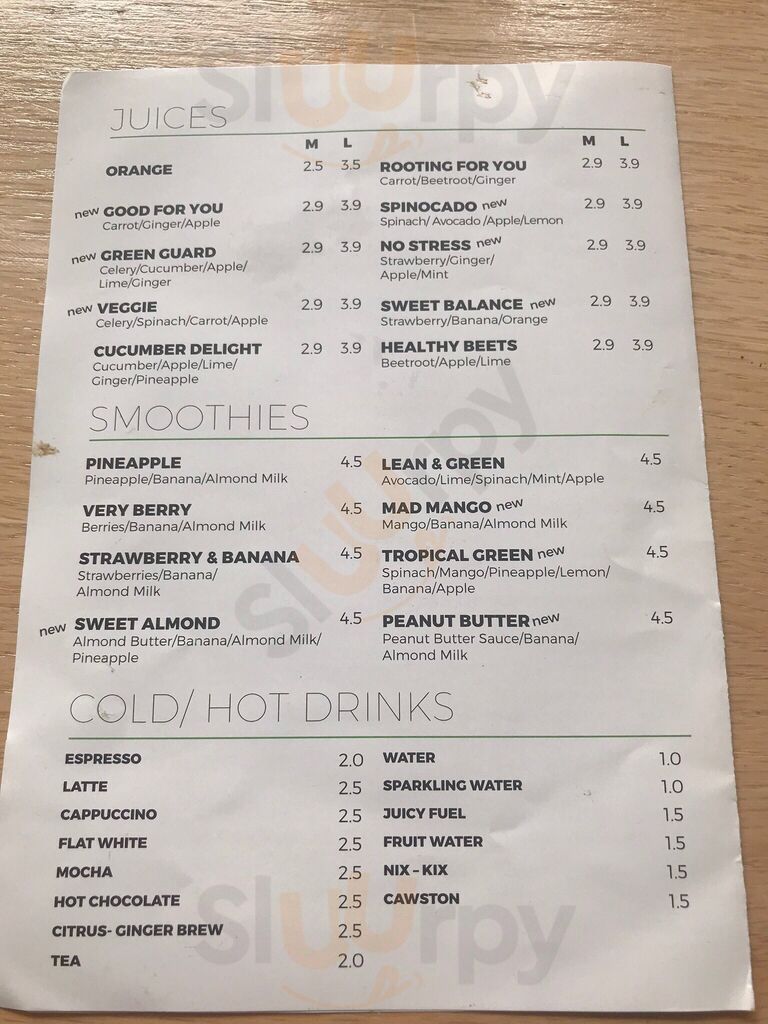 JUICES
M L
ORANGE 2.5 3.5
new GOOD FOR YOU 2.9 3.9
Carrot/Ginger/Apple
new GREEN GUARD 2.9 3.9
Celery/Cucumber/Apple/
Lime/Ginger
new VEGGIE 2.9 3.9
Celery/Spinach/Carrot/Apple
CUCUMBER DELIGHT 2.9 3.9
Cucumber/Apple/Lime/
Ginger/Pineapple
M L
ROOTING FOR YOU 2.9 3.9
Carrot/Beetroot/Ginger
SPINOCADO new 2.9 3.9
Spinach/ Avocado /Apple/Lemon
NO STRESS new 2.9 3.9
Strawberry/Ginger/
Apple/Mint
SWEET BALANCE new 2.9 3.9
Strawberry/Banana/Orange
HEALTHY BEETS 2.9 3.9
Beetroot/Apple/Lime
SMOOTHIES
PINEAPPLE 4.5
Pineapple/Banana/Almond Milk
VERY BERRY 4.5
Berries/Banana/Almond Milk
STRAWBERRY & BANANA 4.5
Strawberries/Banana/
Almond Milk
new SWEET ALMOND 4.5
Almond Butter/Banana/Almond Milk/
Pineapple
LEAN & GREEN 4.5
Avocado/Lime/Spinach/Mint/Apple
MAD MANGO new 4.5
Mango/Banana/Almond Milk
TROPICAL GREEN new 4.5
Spinach/Mango/Pineapple/Lemon/
Banana/Apple
PEANUT BUTTER new 4.5
Peanut Butter Sauce/Banana/
Almond Milk
COLD/ HOT DRINKS
ESPRESSO 2.0
LATTE 2.5
CAPPUCCINO 2.5
FLAT WHITE 2.5
MOCHA 2.5
HOT CHOCOLATE 2.5
CITRUS- GINGER BREW 2.5
TEA 2.0
WATER 1.0
SPARKLING WATER 1.0
JUICY FUEL 1.5
FRUIT WATER 1.5
NIX – KIX 1.5
CAWSTON 1.5
Sluurpy
Sluurpy
Sluurpy